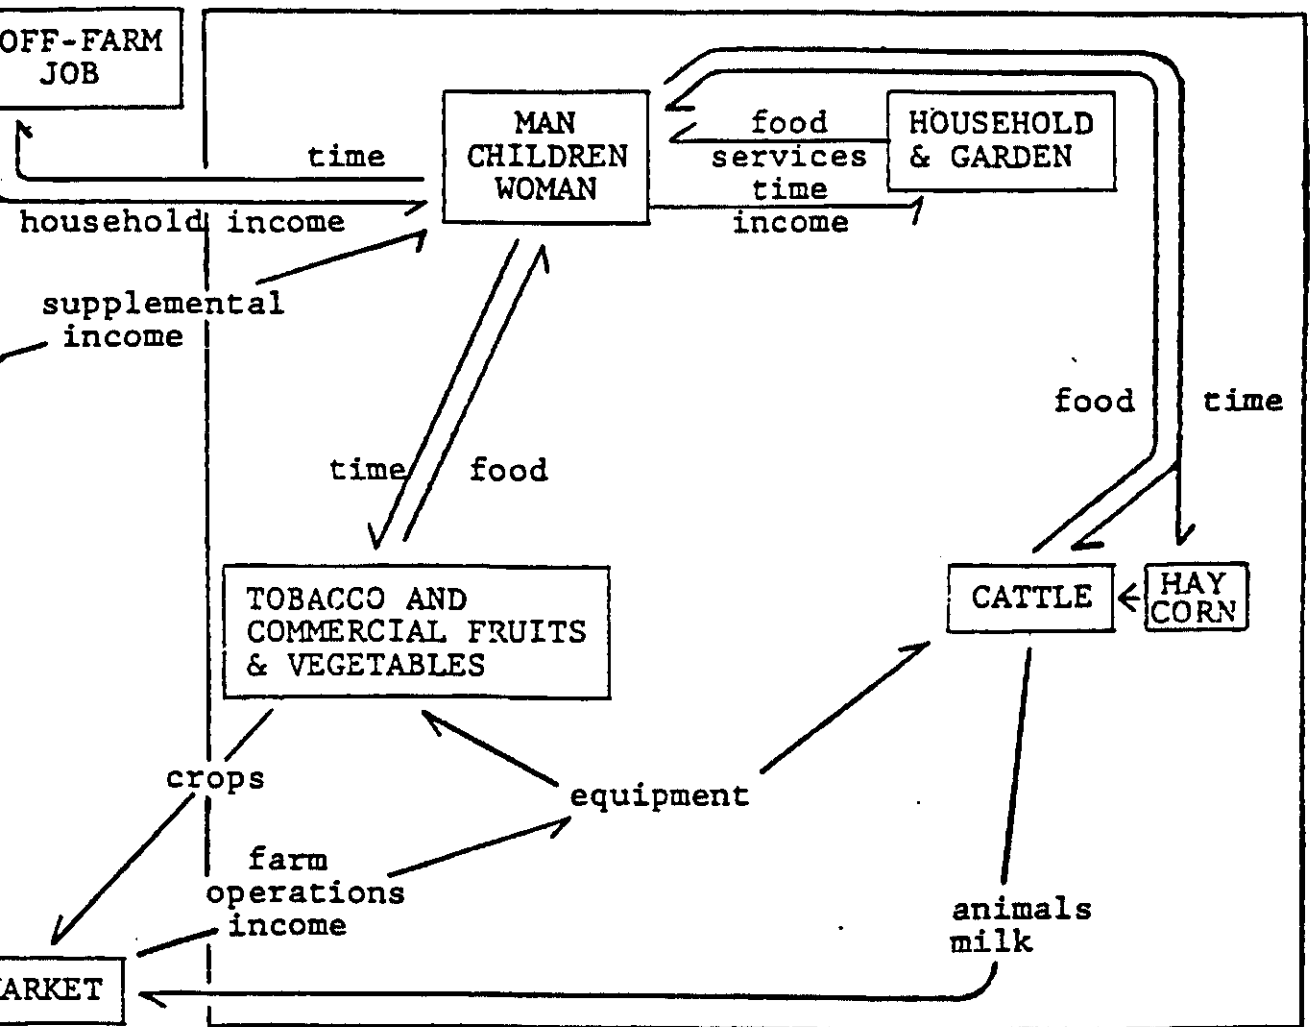 OFF-FARM
JOB
MAN
CHILDREN
WOMAN
food
services
time
income
HOUSEHOLD
& GARDEN
time
household income
supplemental
income
time
food
food
time
TOBACCO AND
COMMERCIAL FRUITS
& VEGETABLES
CATTLE
HAY
CORN
crops
equipment
farm
operations
income
animals
milk
ARKET